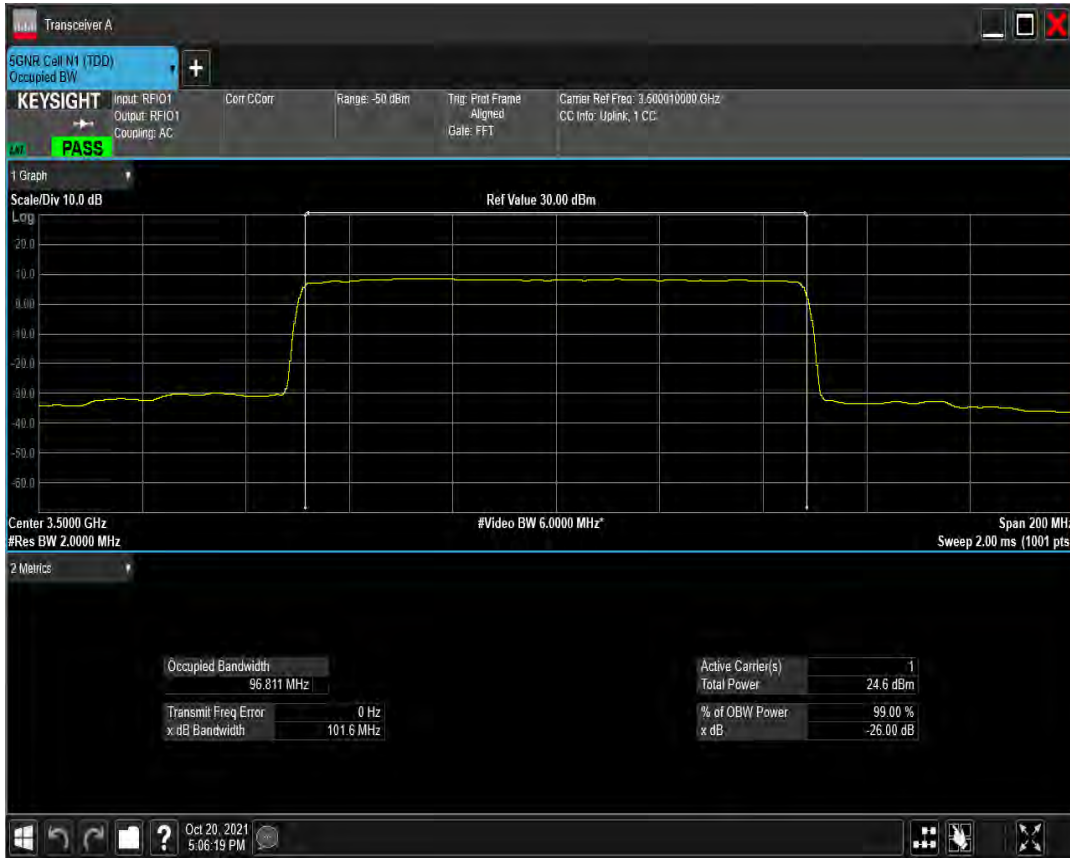 Transceiver A
5GNR Cell N1 (TDD)
Occupied BW
+
KEYSIGHT
Input: RFIO1
Output: RFIO1
Coupling: AC
Corr CCorr
Range: -50 dBm
Trig: Prot Frame
Aligned
Gate: FFT
Carrier Ref Freq: 3.500010000 GHz
CC Info: Uplink, 1 CC
PASS
1 Graph
Scale/Div 10.0 dB
Ref Value 30.00 dBm
Log
20.0
10.0
0.00
-10.0
-20.0
-30.0
-40.0
-50.0
-60.0
Center 3.5000 GHz
#Video BW 6.0000 MHz*
Span 200 MHz
#Res BW 2.0000 MHz
Sweep 2.00 ms (1001 pts
2 Metrics
Occupied Bandwidth
96.811 MHz
Transmit Freq Error 0 Hz
x dB Bandwidth 101.6 MHz
Active Carrier(s) 1
Total Power 24.6 dBm
% of OBW Power 99.00 %
x dB -26.00 dB
?
Oct 20, 2021
5:06:19 PM